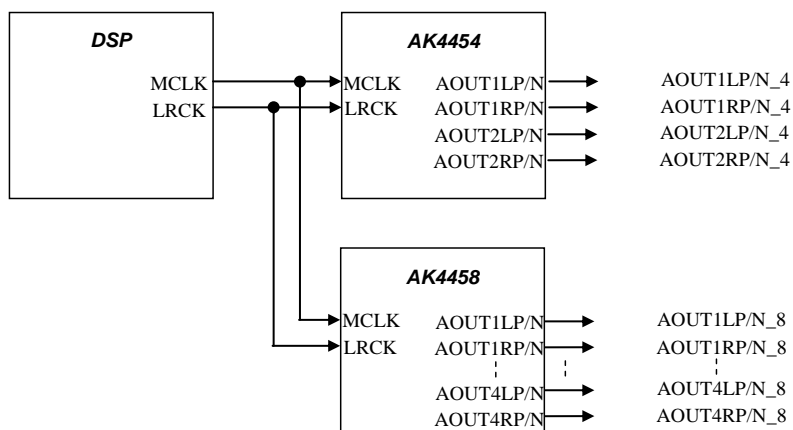 DSP
MCLK
LRCK
AK4454
MCLK
LRCK
AOUT1LP/N
AOUT1RP/N
AOUT2LP/N
AOUT2RP/N
AOUT1LP/N_4
AOUT1RP/N_4
AOUT2LP/N_4
AOUT2RP/N_4
AK4458
MCLK
LRCK
AOUT1LP/N
AOUT1RP/N
AOUT4LP/N
AOUT4RP/N
AOUT1LP/N_8
AOUT1RP/N_8
AOUT4LP/N_8
AOUT4RP/N_8